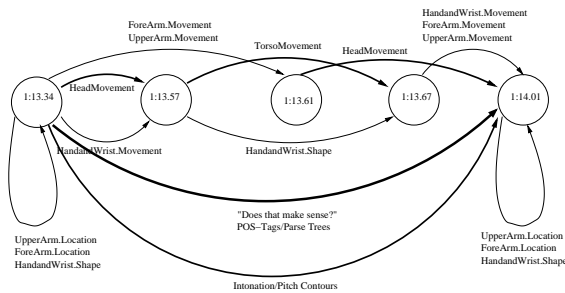 HandandWrist.Movement
ForeArm.Movement
ForeArm.Movement
UpperArm.Movement
UpperArm.Movement
TorsoMovement
HeadMovement
HeadMovement
1:13.34
1:13.57
1:13.61
1:13.67
1:14.01
HandandWrist.Movement
HandandWrist.Shape
"Does that make sense?"
POS-Tags/Parse Trees
UpperArm.Location
ForeArm.Location
HandandWrist.Shape
UpperArm.Location
ForeArm.Location
HandandWrist.Shape
Intonation/Pitch Contours